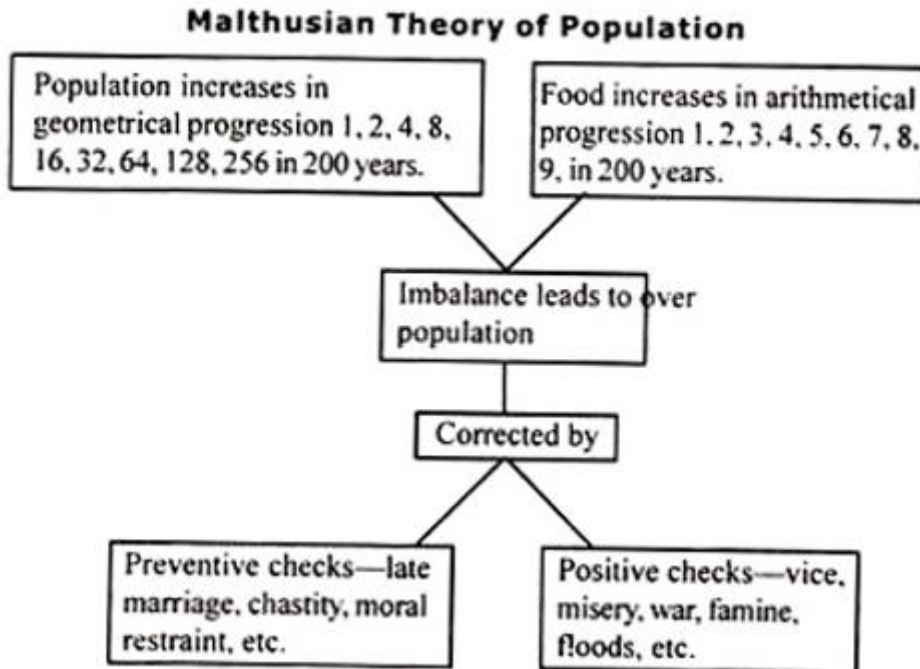 Malthusian Theory of Population
Population increases in
geometrical progression 1, 2, 4, 8,
16, 32, 64, 128, 256 in 200 years.
Food increases in arithmetical
progression 1, 2, 3, 4, 5, 6, 7, 8,
9, in 200 years.
Imbalance leads to over
population
Corrected by
Preventive checks—late
marriage, chastity, moral
restraint, etc.
Positive checks—vice,
misery, war, famine,
floods, etc.